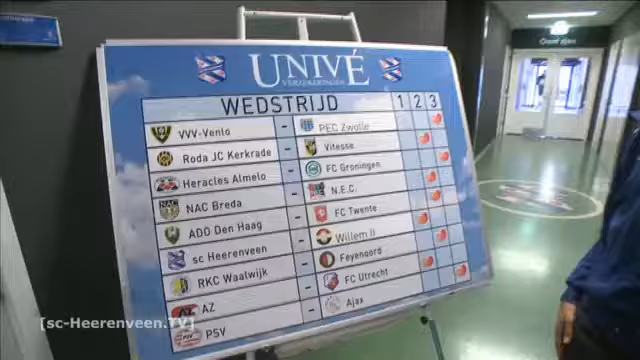 UNIVÉ
VERZEKERINGEN
WEDSTRIJD 1 2 3
VVV-Venlo - PEC Zwolle
Roda JC Kerkrade - Vitesse
Heracles Almelo - FC Groningen
NAC Breda - N.E.C.
ADO Den Haag - FC Twente
sc Heerenveen - Willem II
RKC Waalwijk - Feyenoord
AZ - FC Utrecht
PSV - Ajax
[sc-Heerenveen.TV]